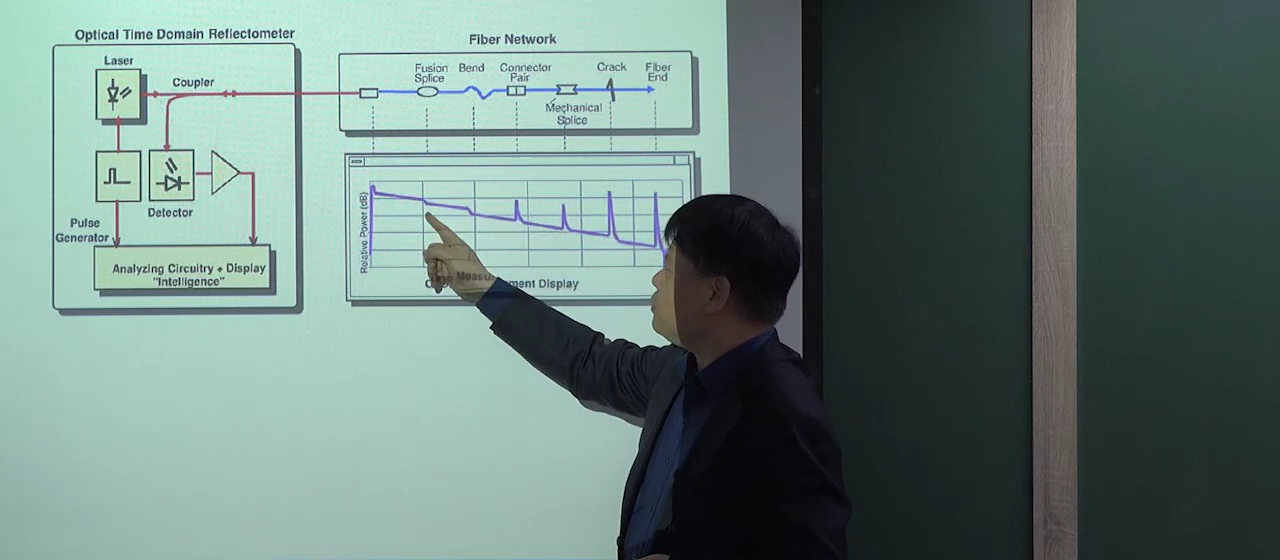 Optical Time Domain Reflectometer
Laser
Coupler
Detector
Pulse
Generator
Analyzing Circuitry + Display
"Intelligence"
Fiber Network
Fusion
Splice
Bend
Connector
Pair
Mechanical
Splice
Crack
Fiber
End
Relative Power (dB)
Display